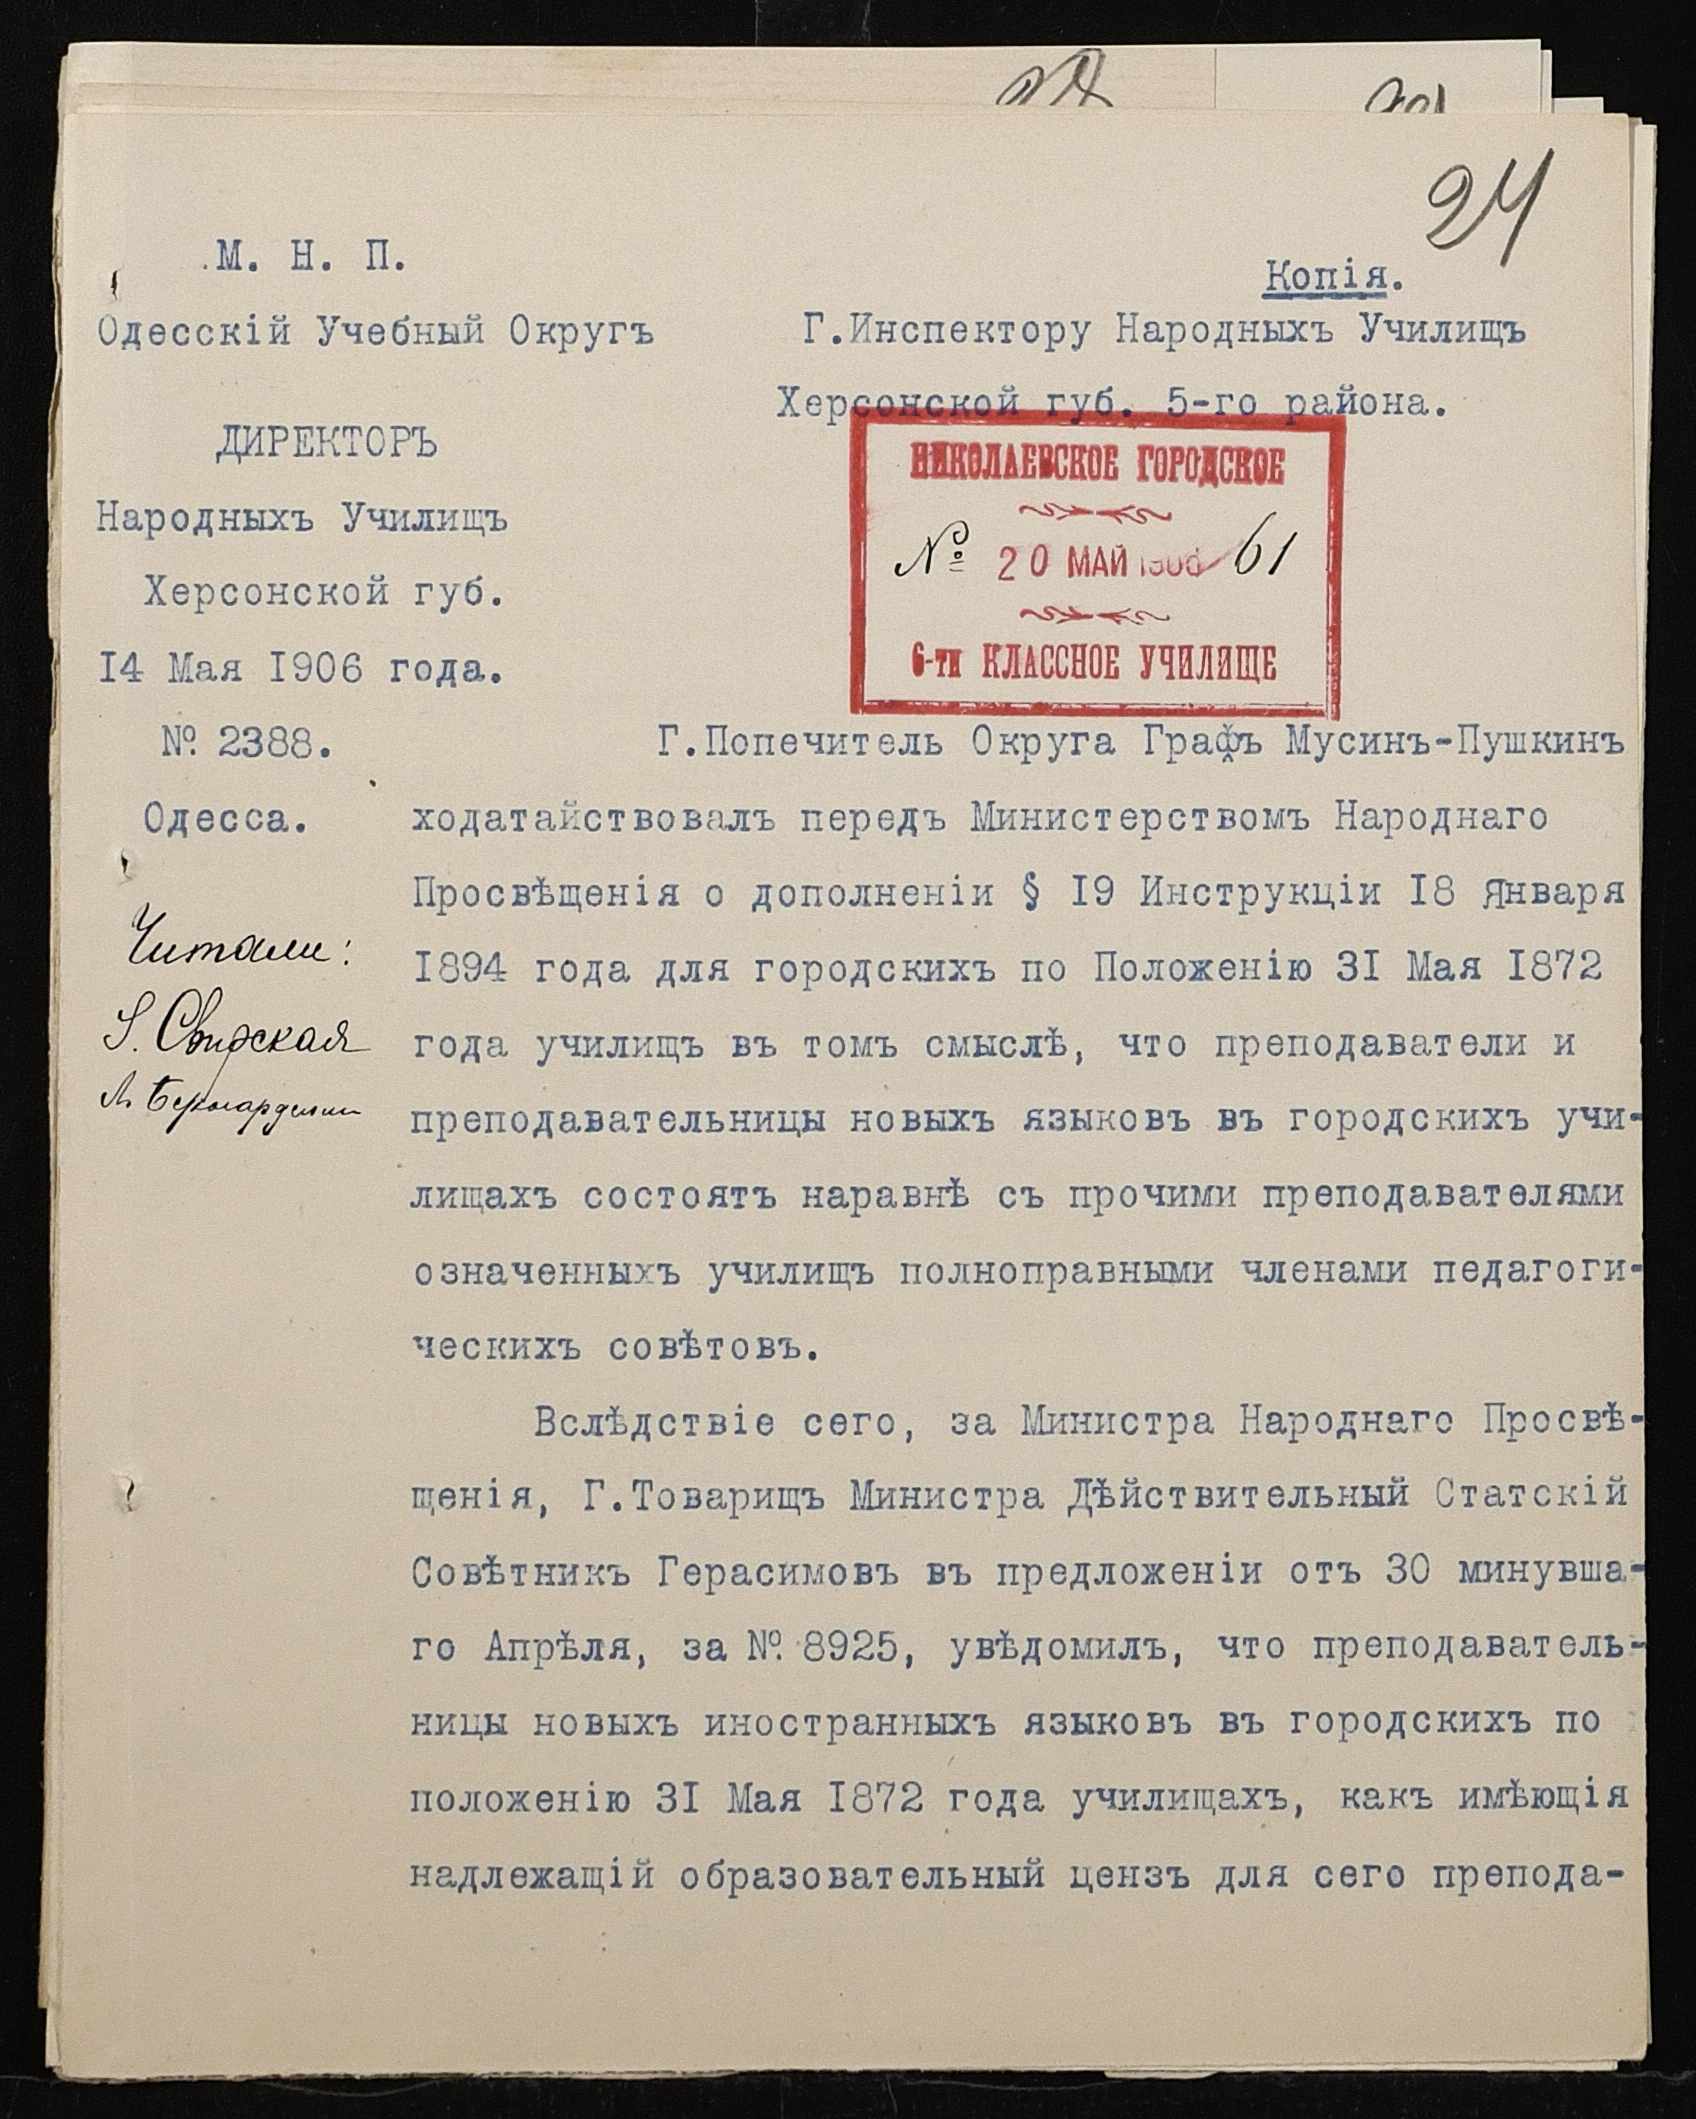 24
М. Н. П.
Одесскій Учебный Округъ
ДИРЕКТОРЪ
Народныхъ Училищъ
Херсонской губ.
14 Мая 1906 года.
№ 2388.
Одесса.
Копія.
Г.Инспектору Народныхъ Училищъ
Херсонской губ. 5-го района.
НИКОЛАЕВСКОЕ ГОРОДСКОЕ
№ 20 МАЙ 1906 61
6-ти КЛАССНОЕ УЧИЛИЩЕ
Читали:
Г.Попечитель Округа Графъ Мусинъ-Пушкинъ
ходатайствовалъ передъ Министерствомъ Народнаго
Просвѣщенія о дополненіи § 19 Инструкціи 18 Января
1894 года для городскихъ по Положенію 31 Мая 1872
года училищъ въ томъ смыслѣ, что преподаватели и
преподавательницы новыхъ языковъ въ городскихъ учи-
лищахъ состоятъ наравнѣ съ прочими преподавателями
означенныхъ училищъ полноправными членами педагоги-
ческихъ совѣтовъ.
Вслѣдствіе сего, за Министра Народнаго Просвѣ-
щенія, Г.Товарищъ Министра Дѣйствительный Статскій
Совѣтникъ Герасимовъ въ предложеніи отъ 30 минувша-
го Апрѣля, за № 8925, увѣдомилъ, что преподаватель-
ницы новыхъ иностранныхъ языковъ въ городскихъ по
положенію 31 Мая 1872 года училищахъ, какъ имѣющія
надлежащій образовательный цензъ для сего препода-